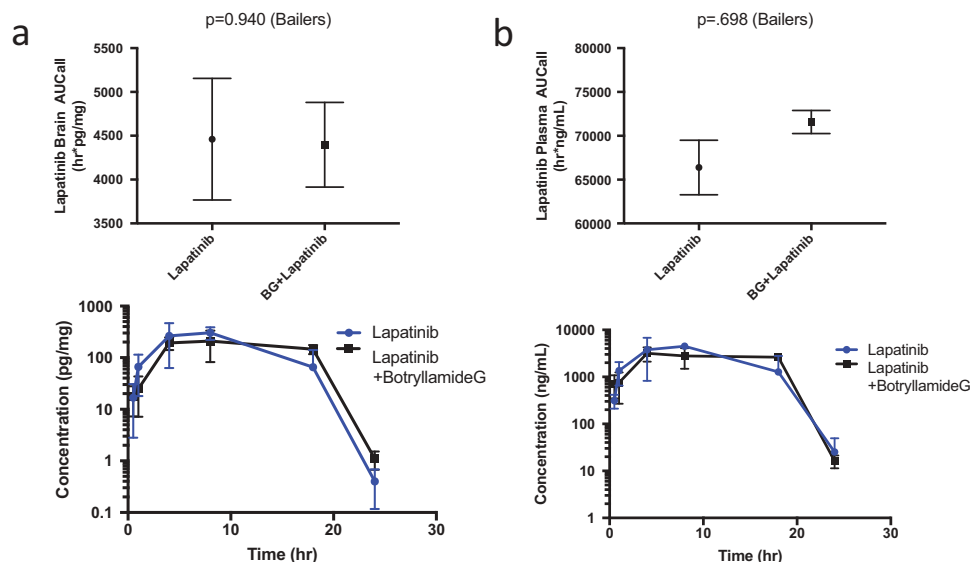 a
p=0.940 (Bailers)
Lapatinib Brain AUCall
(hr*pg/mg)
5500
5000
4500
4000
3500
Lapatinib
BG+Lapatinib
Concentration (pg/mg)
1000
100
10
1
0.1
0
10
20
30
Time (hr)
Lapatinib
Lapatinib
+BotryllamideG
b
p=.698 (Bailers)
Lapatinib Plasma AUCall
(hr*ng/mL)
80000
75000
70000
65000
60000
Lapatinib
BG+Lapatinib
Concentration (ng/mL)
10000
1000
100
10
1
0
10
20
30
Time (hr)
Lapatinib
Lapatinib
+BotryllamideG